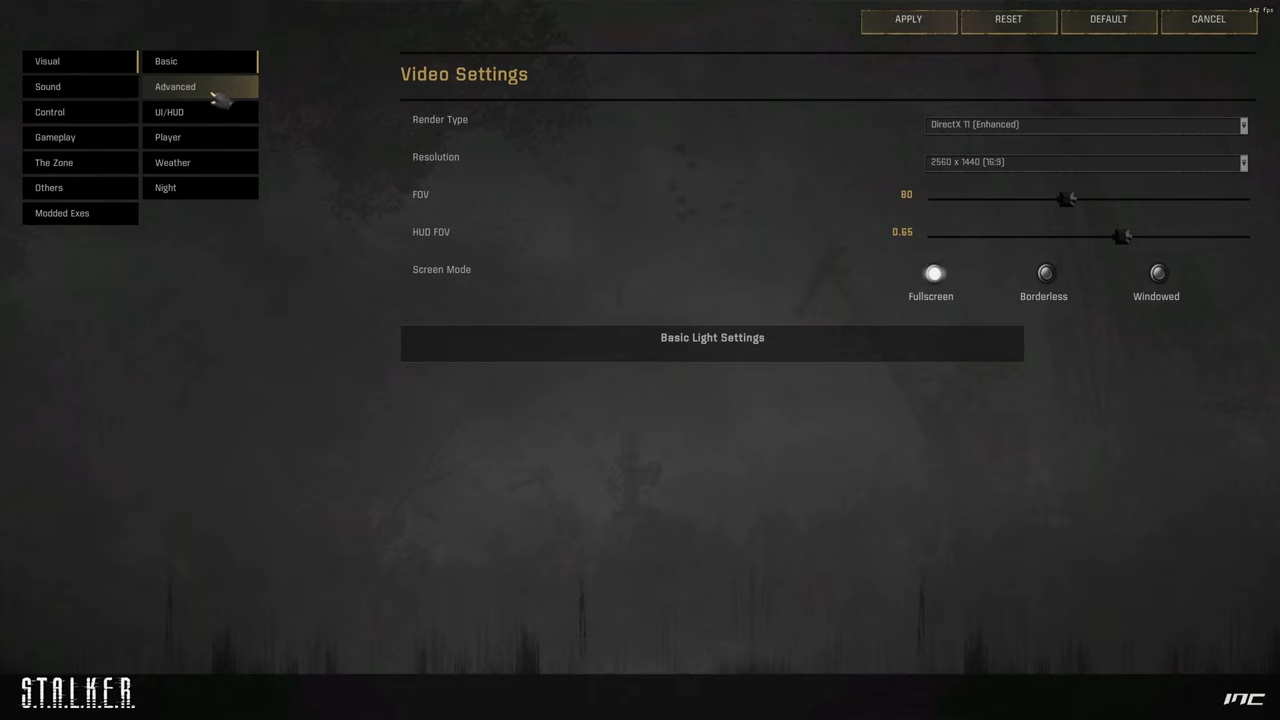 147 fps
APPLY RESET DEFAULT CANCEL
Visual
Sound
Control
Gameplay
The Zone
Others
Modded Exes
Basic
Advanced
UI/HUD
Player
Weather
Night
Video Settings
Render Type DirectX 11 (Enhanced)
Resolution 2560 x 1440 (16:9)
FOV 80
HUD FOV 0.65
Screen Mode
Fullscreen Borderless Windowed
Basic Light Settings
S.T.A.L.K.E.R.